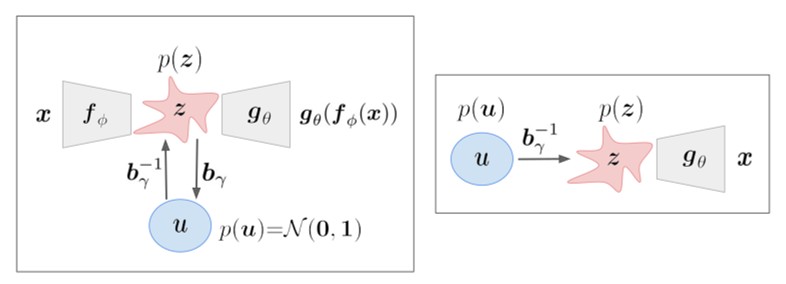 p(z)
x f_ϕ z g_θ g_θ(f_ϕ(x))
b_γ^{-1} b_γ
u p(u)=𝒩(0, 1)
p(u) p(z)
u b_γ^{-1} z g_θ x